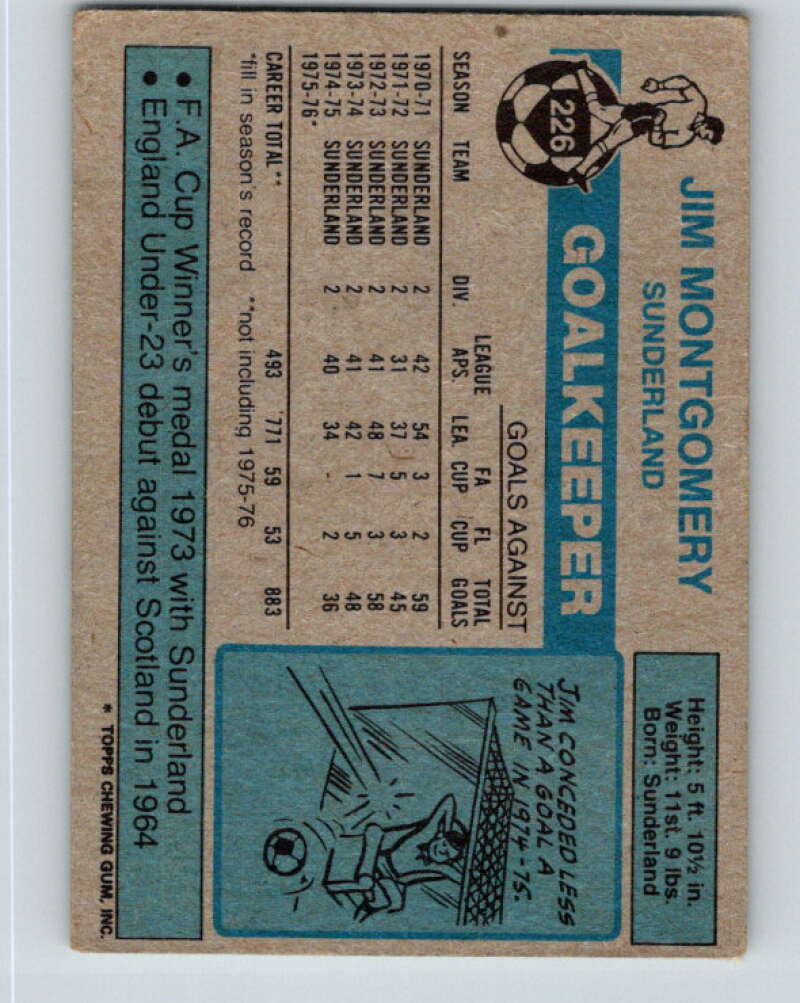 JIM MONTGOMERY
SUNDERLAND
Height: 5 ft. 10½ in.
Weight: 11st. 9 lbs.
Born: Sunderland
226
GOALKEEPER
GOALS AGAINST
LEAGUE FA FL TOTAL
SEASON TEAM DIV. APS. LEA. CUP CUP GOALS
1970-71 SUNDERLAND 2 42 54 3 2 59
1971-72 SUNDERLAND 2 31 37 5 3 45
1972-73 SUNDERLAND 2 41 48 7 3 58
1973-74 SUNDERLAND 2 41 42 1 5 48
1974-75 SUNDERLAND 2 40 34 - 2 36
1975-76*
CAREER TOTAL** 493 771 59 53 883
*fill in season's record **not including 1975-76
JIM CONCEDED LESS
THAN A GOAL A
GAME IN 1974-75.
• F.A. Cup Winner's medal 1973 with Sunderland
• England Under-23 debut against Scotland in 1964
* TOPPS CHEWING GUM, INC.